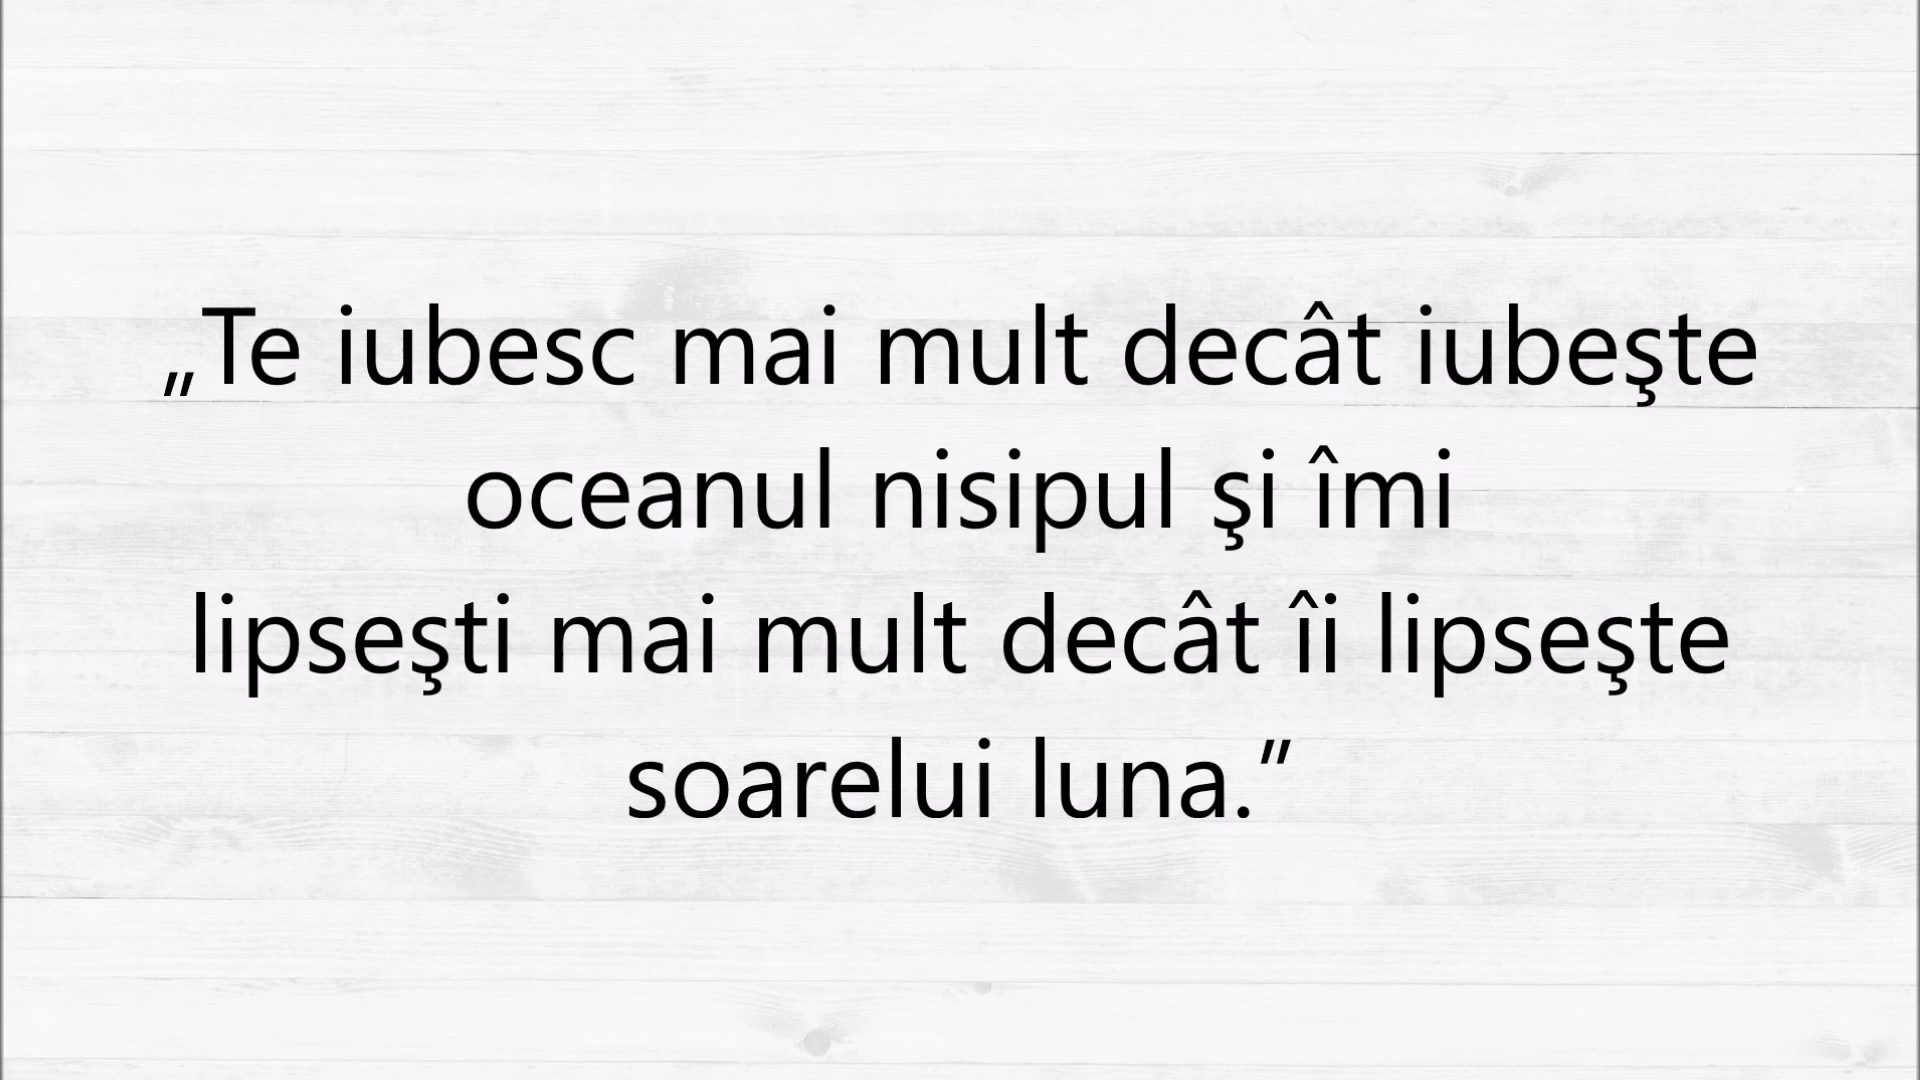 „Te iubesc mai mult decât iubeşte
oceanul nisipul şi îmi
lipseşti mai mult decât îi lipseşte
soarelui luna.”